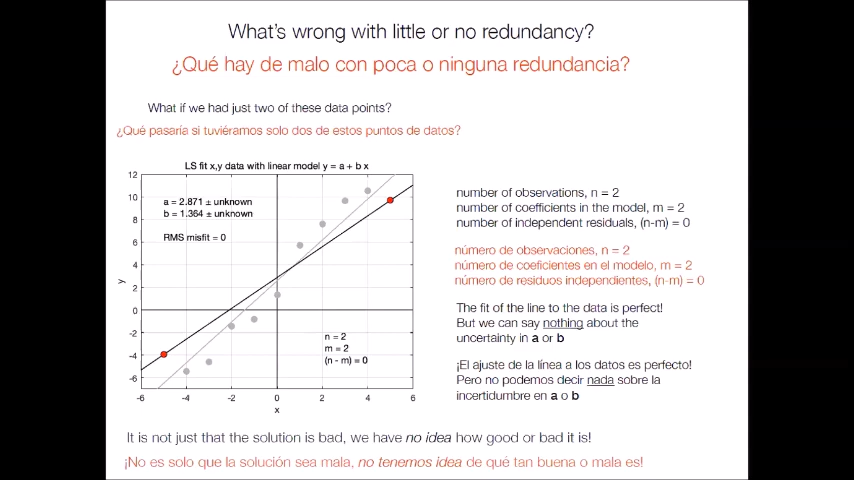 What's wrong with little or no redundancy?
¿Qué hay de malo con poca o ninguna redundancia?
What if we had just two of these data points?
¿Qué pasaría si tuviéramos solo dos de estos puntos de datos?
LS fit x,y data with linear model y = a + b x
12
10
8
6
4
2
0
-2
-4
-6
y
a = 2.871 ± unknown
b = 1.364 ± unknown
RMS misfit = 0
n = 2
m = 2
(n - m) = 0
-6 -4 -2 0 2 4 6
x
number of observations, n = 2
number of coefficients in the model, m = 2
number of independent residuals, (n-m) = 0
número de observaciones, n = 2
número de coeficientes en el modelo, m = 2
número de residuos independientes, (n-m) = 0
The fit of the line to the data is perfect!
But we can say nothing about the
uncertainty in a or b
¡El ajuste de la línea a los datos es perfecto!
Pero no podemos decir nada sobre la
incertidumbre en a o b
It is not just that the solution is bad, we have no idea how good or bad it is!
¡No es solo que la solución sea mala, no tenemos idea de qué tan buena o mala es!